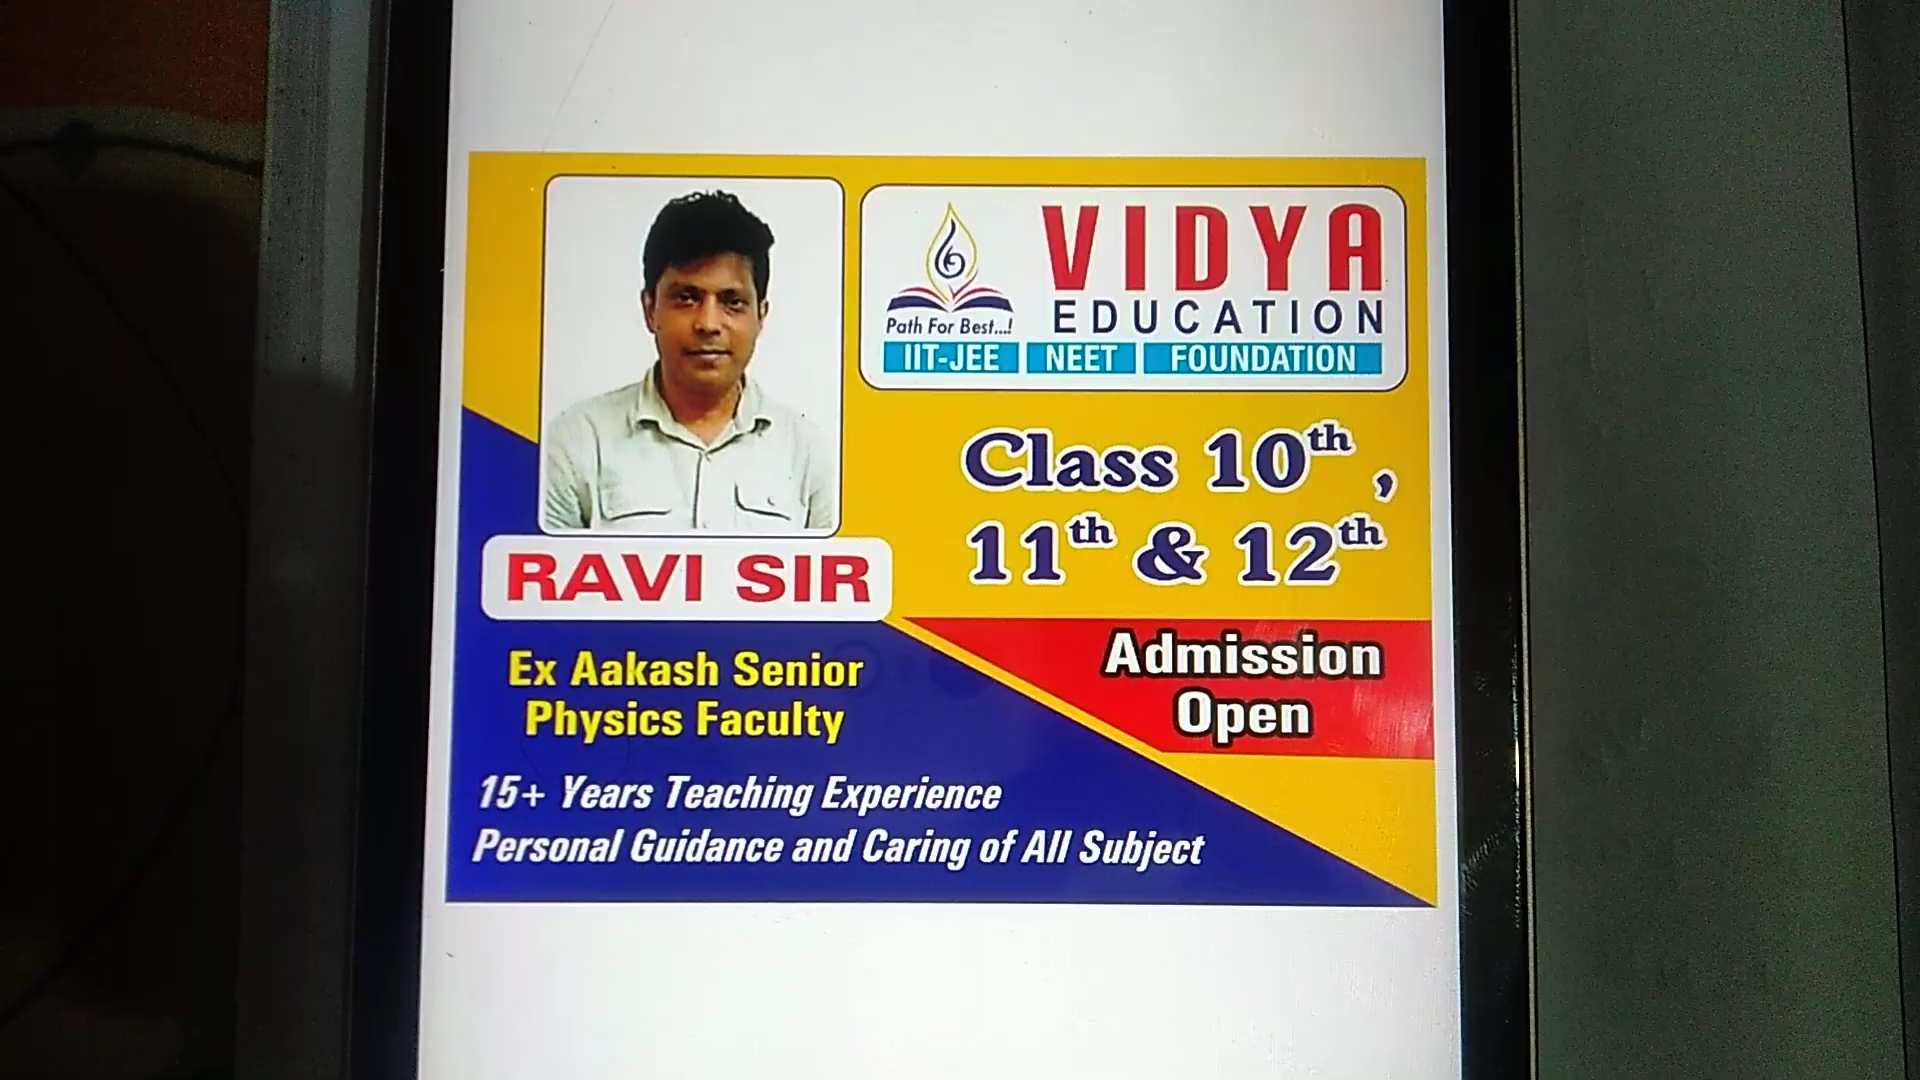 VIDYA
EDUCATION
Path For Best...!
IIT-JEE NEET FOUNDATION
Class 10th ,
11th & 12th
RAVI SIR
Admission
Open
Ex Aakash Senior
Physics Faculty
15+ Years Teaching Experience
Personal Guidance and Caring of All Subject